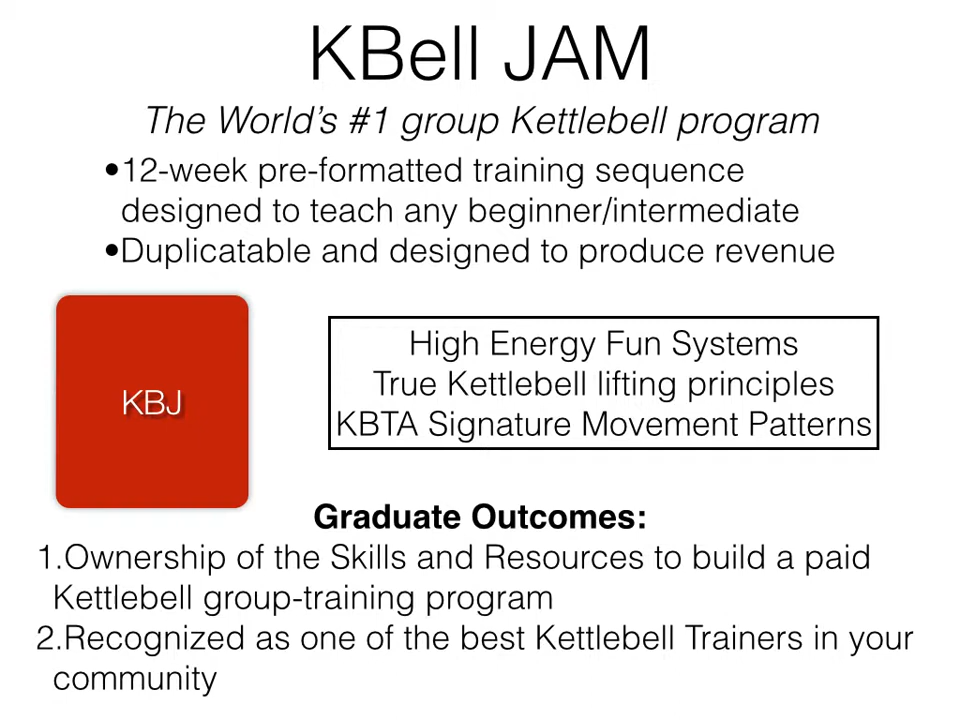 KBell JAM
The World's #1 group Kettlebell program
•12-week pre-formatted training sequence
designed to teach any beginner/intermediate
•Duplicatable and designed to produce revenue
KBJ
High Energy Fun Systems
True Kettlebell lifting principles
KBTA Signature Movement Patterns
Graduate Outcomes:
1.Ownership of the Skills and Resources to build a paid
Kettlebell group-training program
2.Recognized as one of the best Kettlebell Trainers in your
community